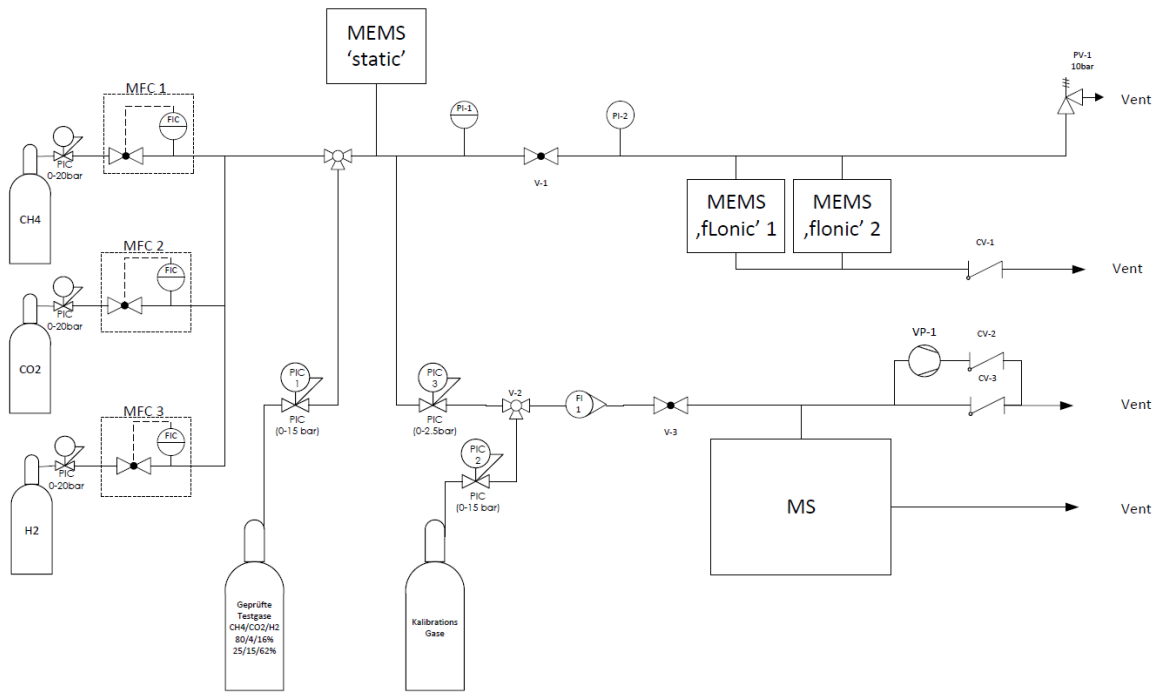 MEMS
‘static’
PV-1
10bar
Vent
MFC 1
FIC
PI-1
PI-2
PIC
0-20bar
V-1
CH4
MEMS
‚fLonic’ 1
MEMS
‚flonic’ 2
MFC 2
FIC
CV-1
Vent
PIC
0-20bar
CO2
VP-1
CV-2
CV-3
PIC
1
PIC
3
V-2
FI
1
Vent
MFC 3
FIC
PIC
(0-15 bar)
PIC
(0-2.5bar)
V-3
PIC
0-20bar
PIC
2
PIC
(0-15 bar)
H2
MS
Vent
Geprüfte
Testgase
CH4/CO2/H2
80/4/16%
25/15/62%
Kalibrations
Gase